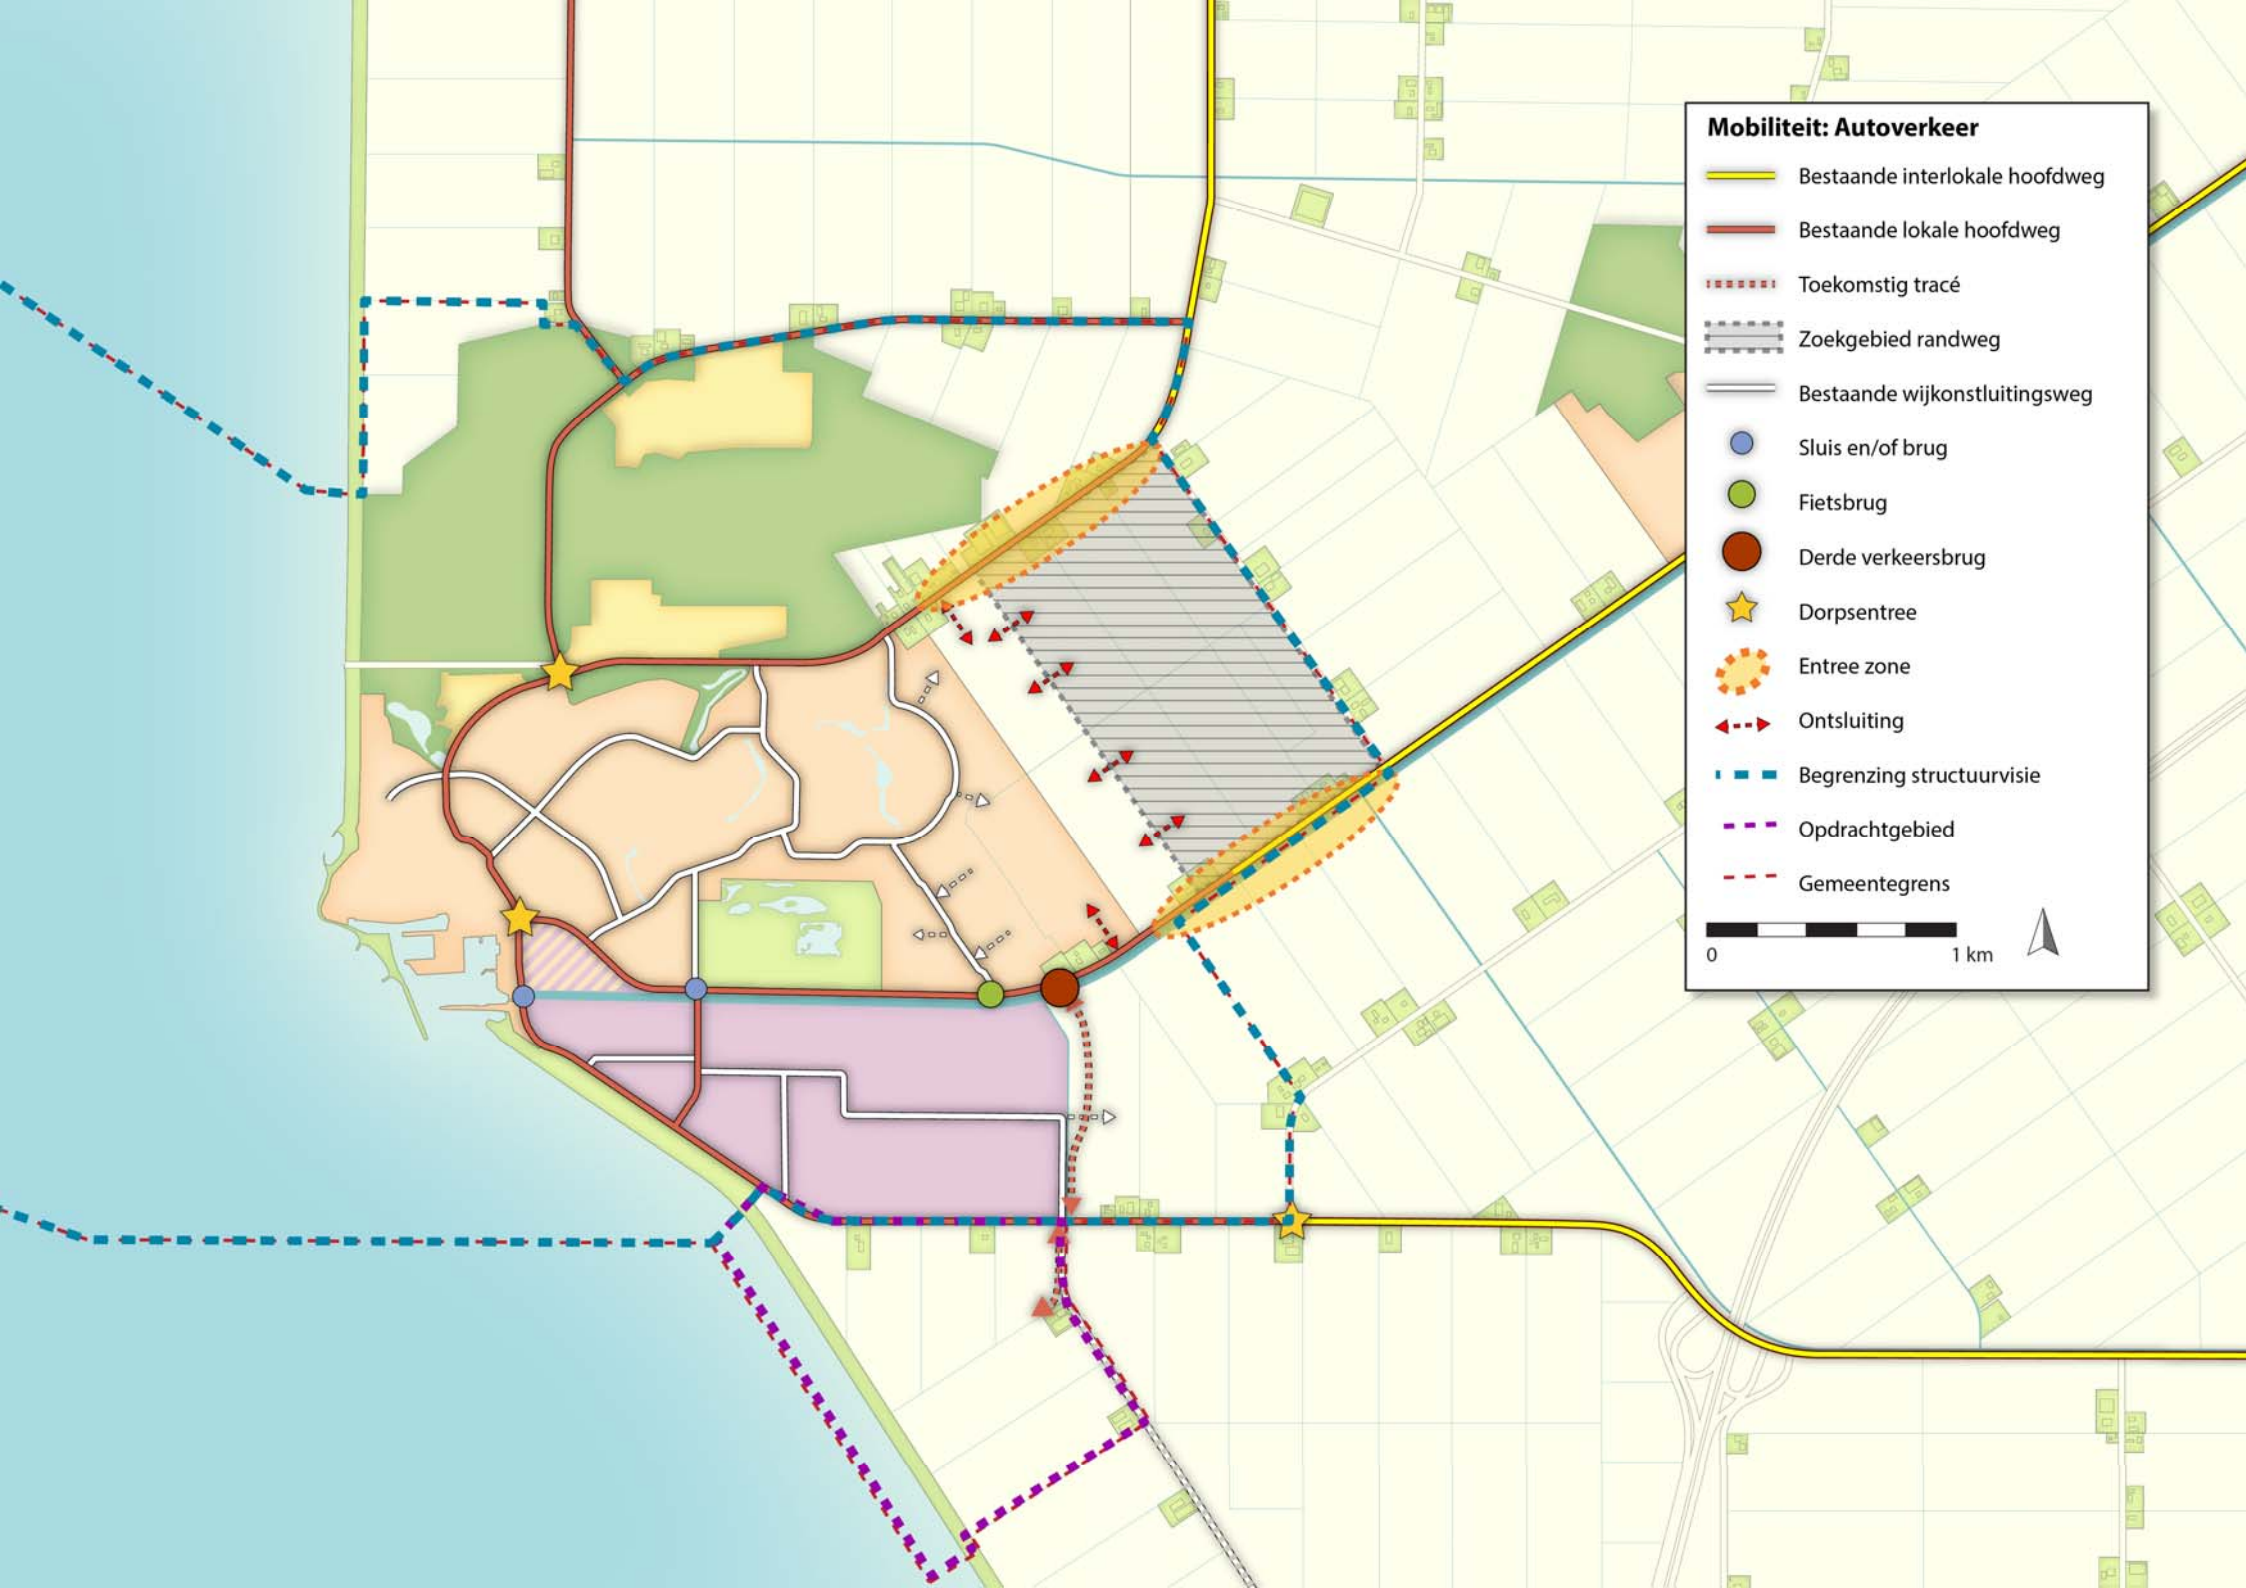 Mobiliteit: Autoverkeer
Bestaande interlokale hoofdweg
Bestaande lokale hoofdweg
Toekomstig tracé
Zoekgebied randweg
Bestaande wijkonstluitingsweg
Sluis en/of brug
Fietsbrug
Derde verkeersbrug
Dorpsentree
Entree zone
Ontsluiting
Begrenzing structuurvisie
Opdrachtgebied
Gemeentegrens
0 1 km